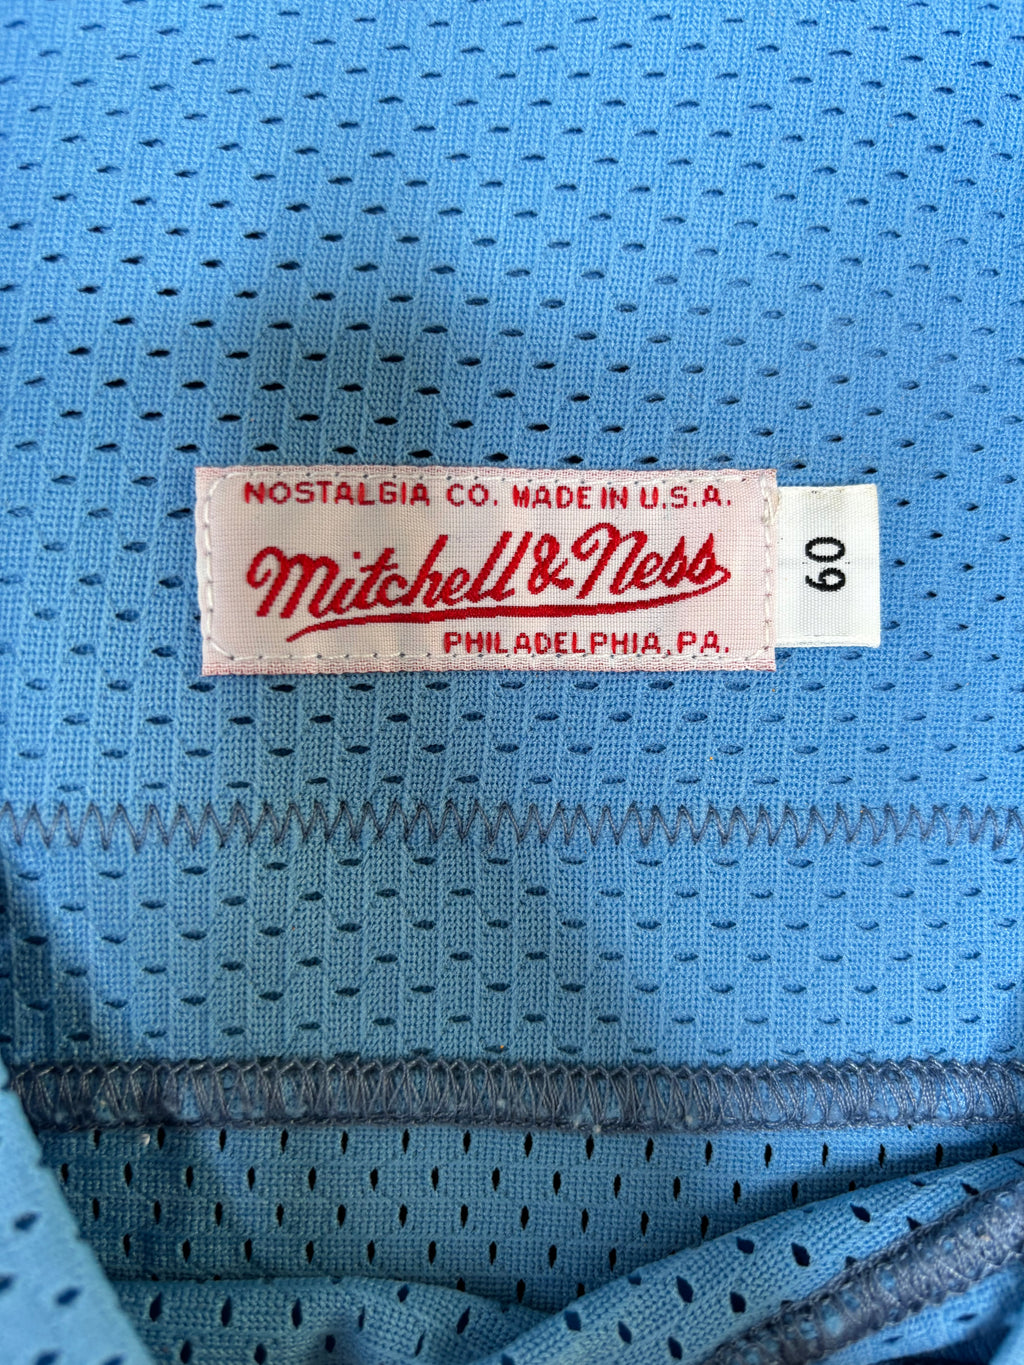 NOSTALGIA CO. MADE IN U.S.A.
Mitchell & Ness
PHILADELPHIA, PA.
60